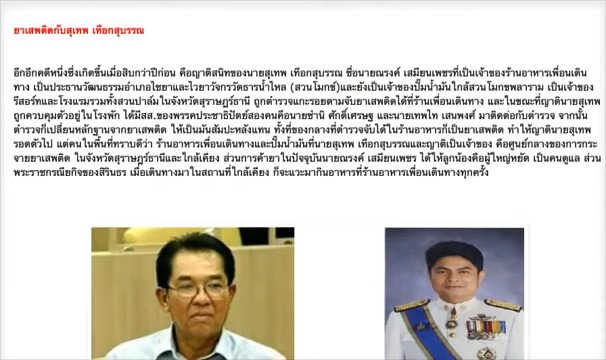 ยาเสพติดกับสุเทพ เทือกสุบรรณ
อีกอีกคดีหนึ่งซึ่งเกิดขึ้นเมื่อสิบกว่าปีก่อน คือญาติสนิทของนายสุเทพ เทือกสุบรรณ ชื่อนายณรงค์ เสมียนเพชรที่เป็นเจ้าของร้านอาหารเพื่อนเดิน
ทาง เป็นประธานวัฒนธรรมอำเภอไชยาและไวยาวัจกรวัดธารน้ำไหล (สวนโมกข์)และยังเป็นเจ้าของปั๊มน้ำมันใกล้สวนโมกขพลาราม เป็นเจ้าของ
รีสอร์ทและโรงแรมรวมทั้งสวนปาล์มในจังหวัดสุราษฎร์ธานี ถูกตำรวจแกะรอยตามจับยาเสพติดได้ที่ร้านเพื่อนเดินทาง และในขณะที่ญาตินายสุเทพ
ถูกควบคุมตัวอยู่ในโรงพัก ได้มีสส.ของพรรคประชาธิปัตย์สองคนคือนายชำนิ ศักดิ์เศรษฐ และนายเทพไท เสนพงศ์ มาติดต่อกับตำรวจ จากนั้น
ตำรวจก็เปลี่ยนหลักฐานจากยาเสพติด ให้เป็นมันสัมปะหลังแทน ทั้งที่ของกลางที่ตำรวจจับได้ในร้านอาหารก็เป็นยาเสพติด ทำให้ญาตินายสุเทพ
รอดตัวไป แต่คนในพื้นที่ทราบดีว่า ร้านอาหารเพื่อนเดินทางและปั๊มน้ำมันที่นายสุเทพ เทือกสุบรรณและญาติเป็นเจ้าของ คือศูนย์กลางของการกระ
จายยาเสพติด ในจังหวัดสุราษฎร์ธานีและใกล้เคียง ส่วนการค้ายาในปัจจุบันนายณรงค์ เสมียนเพชร ได้ให้ลูกน้องคือผู้ใหญ่หยัด เป็นคนดูแล ส่วน
พระราชกรณียกิจของสิรินธร เมื่อเดินทางมาในสถานที่ใกล้เคียง ก็จะแวะมากินอาหารที่ร้านอาหารเพื่อนเดินทางทุกครั้ง